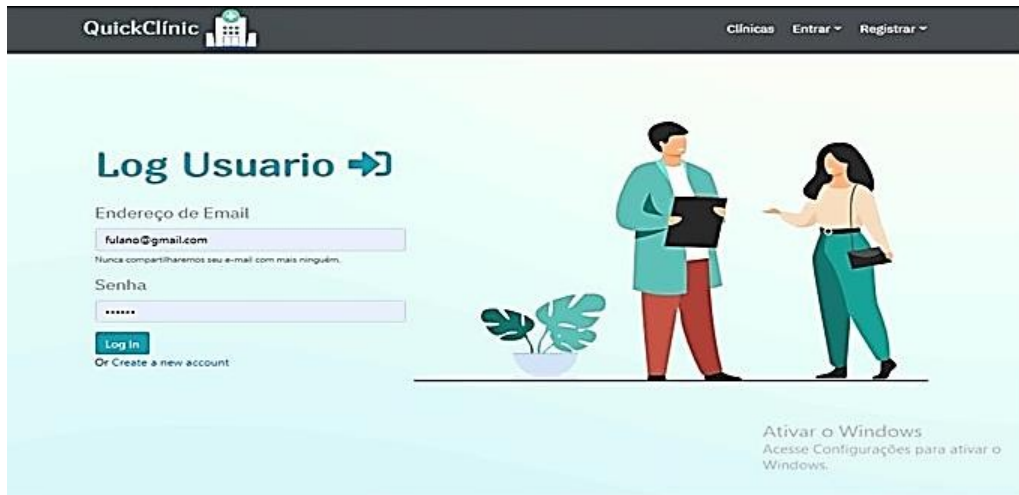 QuickClínic
Clínicas Entrar Registrar
Log Usuario
Endereço de Email
fulano@gmail.com
Nunca compartilharemos seu e-mail com mais ninguém.
Senha
••••••
Log In
Or Create a new account
Ativar o Windows
Acesse Configurações para ativar o
Windows.